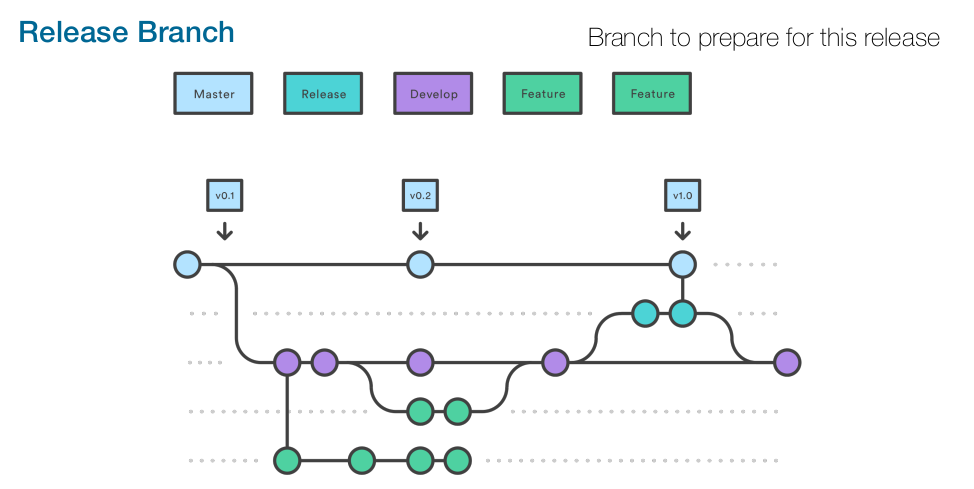 Release Branch
Branch to prepare for this release
Master
Release
Develop
Feature
Feature
v0.1
v0.2
v1.0